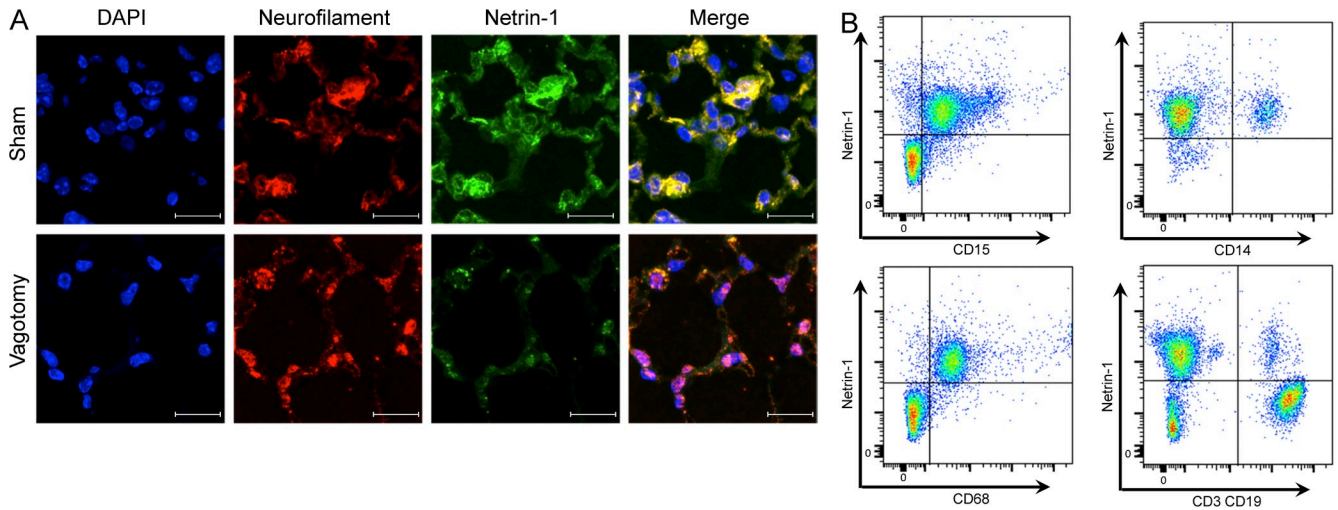 A
DAPI
Neurofilament
Netrin-1
Merge
Sham
Vagotomy
B
Netrin-1
0
0
CD15
Netrin-1
0
0
CD14
Netrin-1
0
0
CD68
Netrin-1
0
0
CD3 CD19